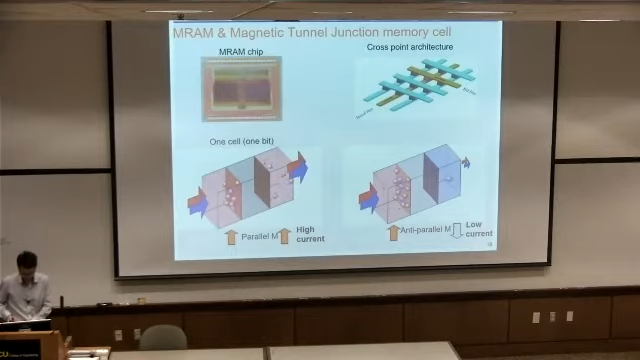 MRAM & Magnetic Tunnel Junction memory cell
MRAM chip
Cross point architecture
One cell (one bit)
Parallel M
High
current
Anti-parallel M
Low
current